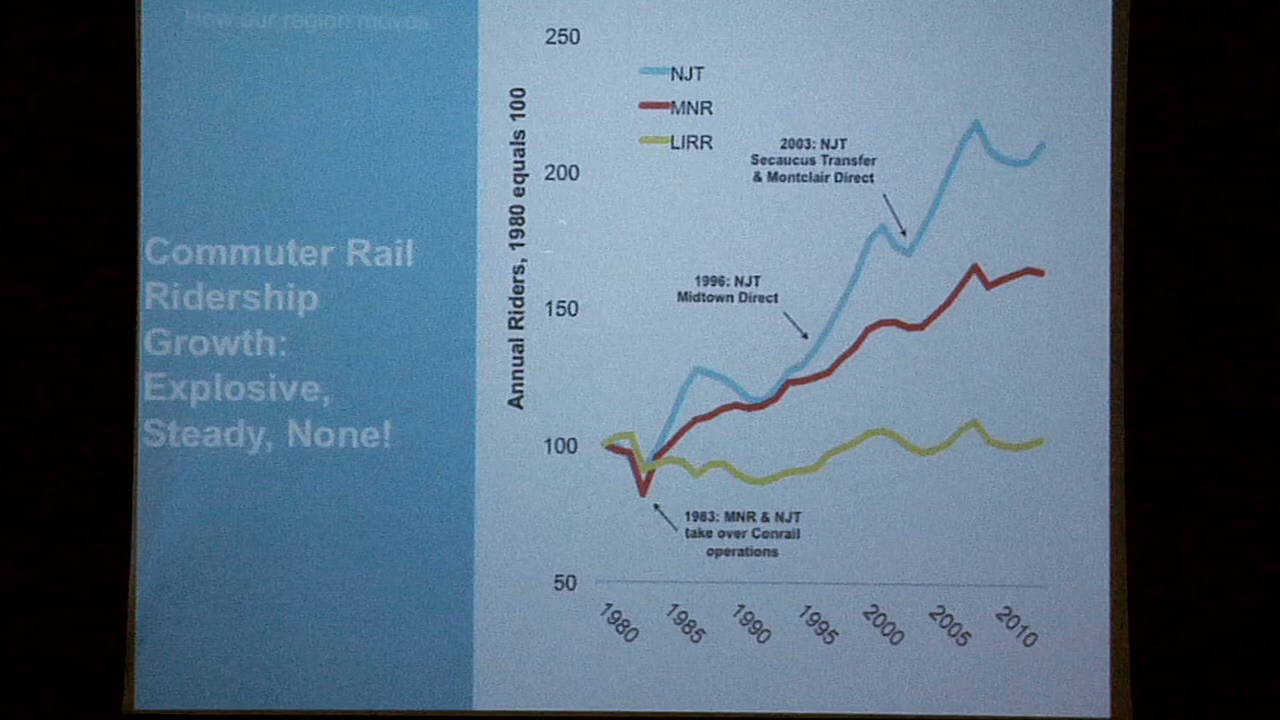 How our region moves
Commuter Rail
Ridership
Growth:
Explosive,
Steady, None!
Annual Riders, 1980 equals 100
250
200
150
100
50
NJT
MNR
LIRR
2003: NJT
Secaucus Transfer
& Montclair Direct
1996: NJT
Midtown Direct
1983: MNR & NJT
take over Conrail
operations
1980
1985
1990
1995
2000
2005
2010